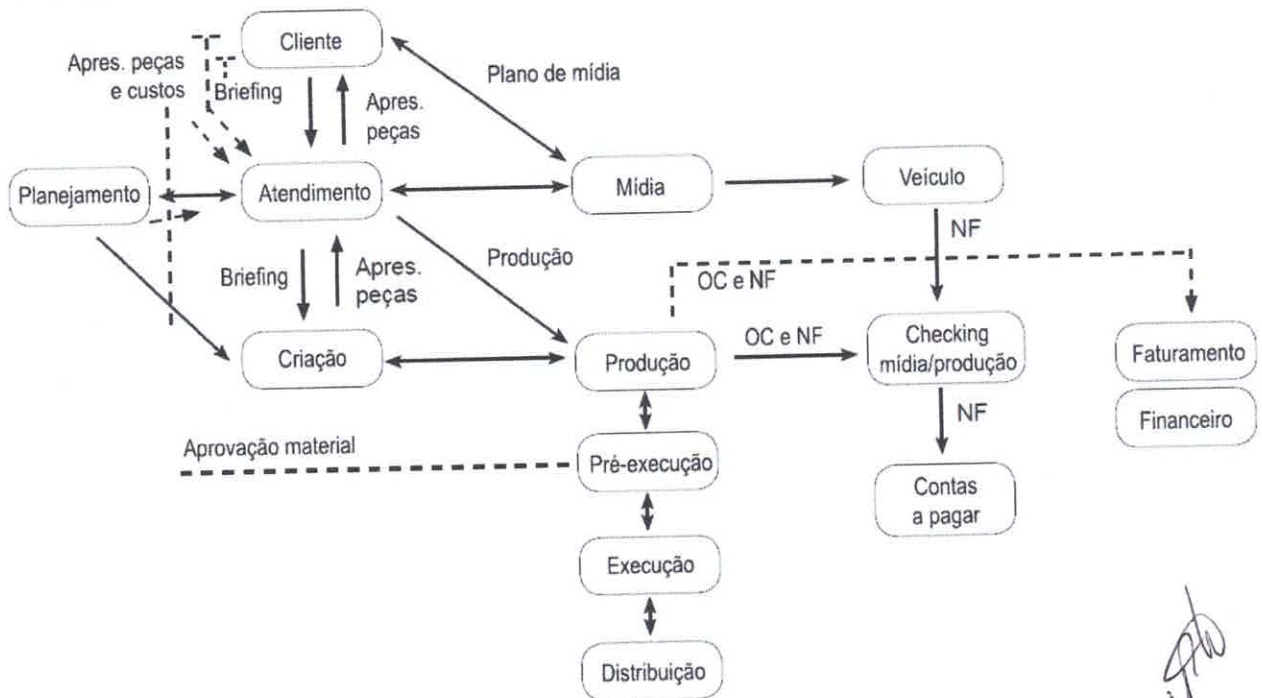 Cliente
Apres. peças
e custos
Briefing
Plano de mídia
Apres.
peças
Planejamento
Atendimento
Mídia
Veículo
NF
Briefing
Apres.
peças
Produção
OC e NF
Criação
Produção
OC e NF
Checking
mídia/produção
Faturamento
Financeiro
NF
Aprovação material
Pré-execução
Contas
a pagar
Execução
Distribuição